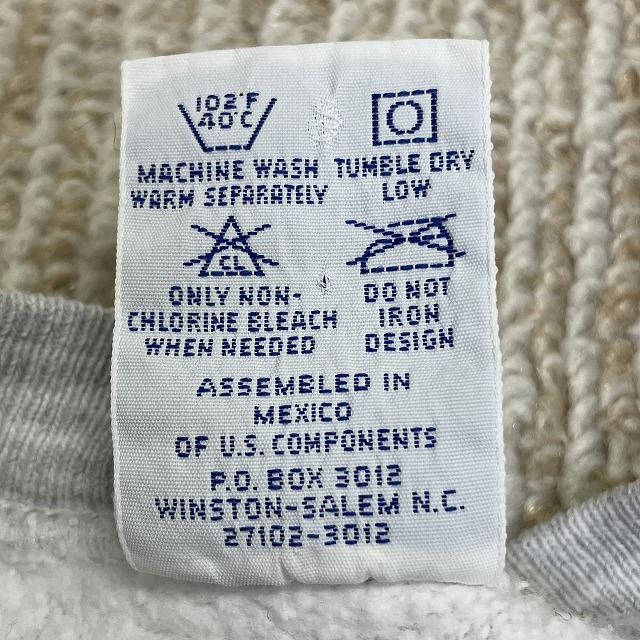 102°F
40°C
MACHINE WASH
WARM SEPARATELY
TUMBLE DRY
LOW
CL
ONLY NON-
CHLORINE BLEACH
WHEN NEEDED
DO NOT
IRON
DESIGN
ASSEMBLED IN
MEXICO
OF U.S. COMPONENTS
P.O. BOX 3012
WINSTON-SALEM N.C.
27102-3012